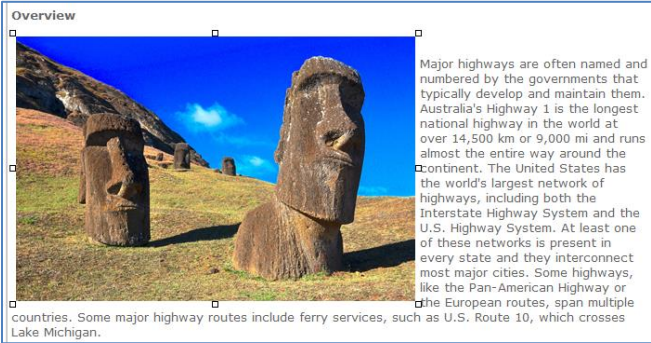 Overview
Major highways are often named and
numbered by the governments that
typically develop and maintain them.
Australia's Highway 1 is the longest
national highway in the world at
over 14,500 km or 9,000 mi and runs
almost the entire way around the
continent. The United States has
the world's largest network of
highways, including both the
Interstate Highway System and the
U.S. Highway System. At least one
of these networks is present in
every state and they interconnect
most major cities. Some highways,
like the Pan-American Highway or
the European routes, span multiple
countries. Some major highway routes include ferry services, such as U.S. Route 10, which crosses
Lake Michigan.